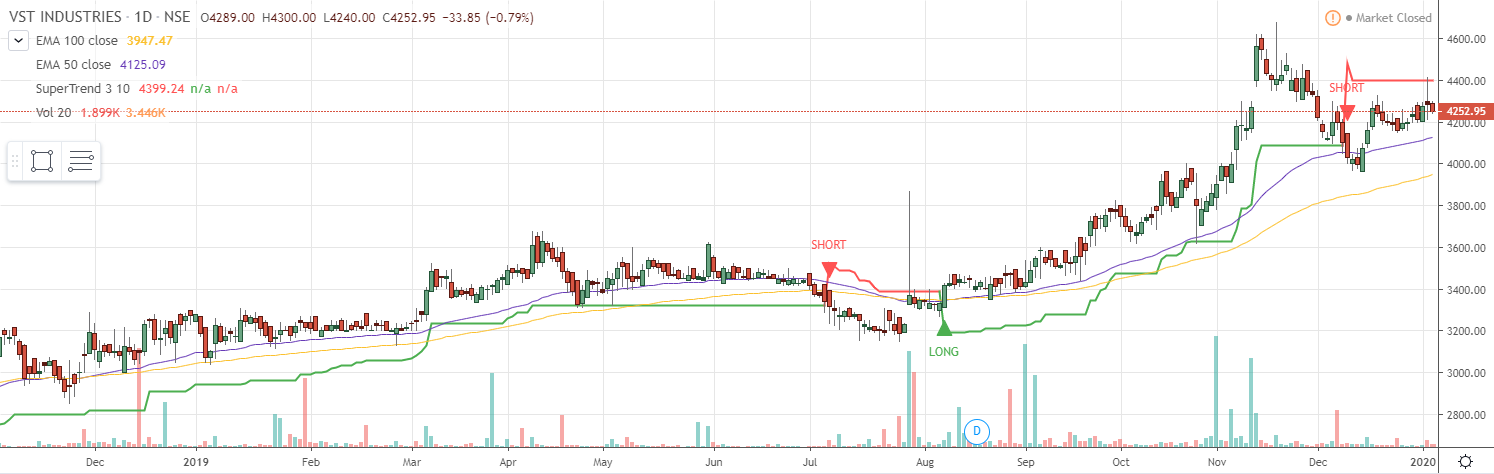 VST INDUSTRIES · 1D · NSE O4289.00 H4300.00 L4240.00 C4252.95 −33.85 (−0.79%)
Market Closed
EMA 100 close 3947.47
EMA 50 close 4125.09
SuperTrend 3 10 4399.24 n/a n/a
Vol 20 1.899K 3.446K
SHORT
SHORT
LONG
D
4600.00
4400.00
4252.95
4200.00
4000.00
3800.00
3600.00
3400.00
3200.00
3000.00
2800.00
Dec 2019 Feb Mar Apr May Jun Jul Aug Sep Oct Nov Dec 2020